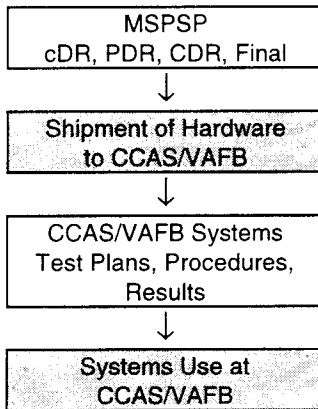 MSPSP
cDR, PDR, CDR, Final
Shipment of Hardware
to CCAS/VAFB
CCAS/VAFB Systems
Test Plans, Procedures,
Results
Systems Use at
CCAS/VAFB